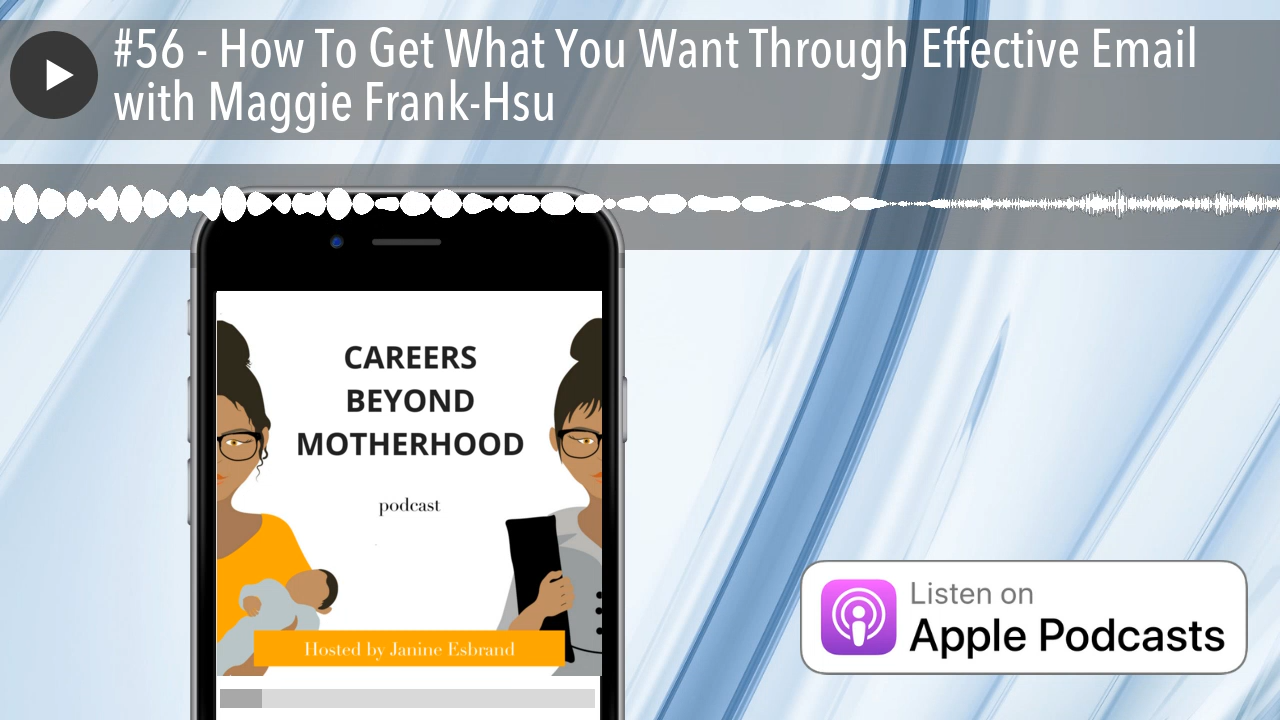 #56 - How To Get What You Want Through Effective Email
with Maggie Frank-Hsu
CAREERS
BEYOND
MOTHERHOOD
podcast
Hosted by Janine Esbrand
Listen on
Apple Podcasts